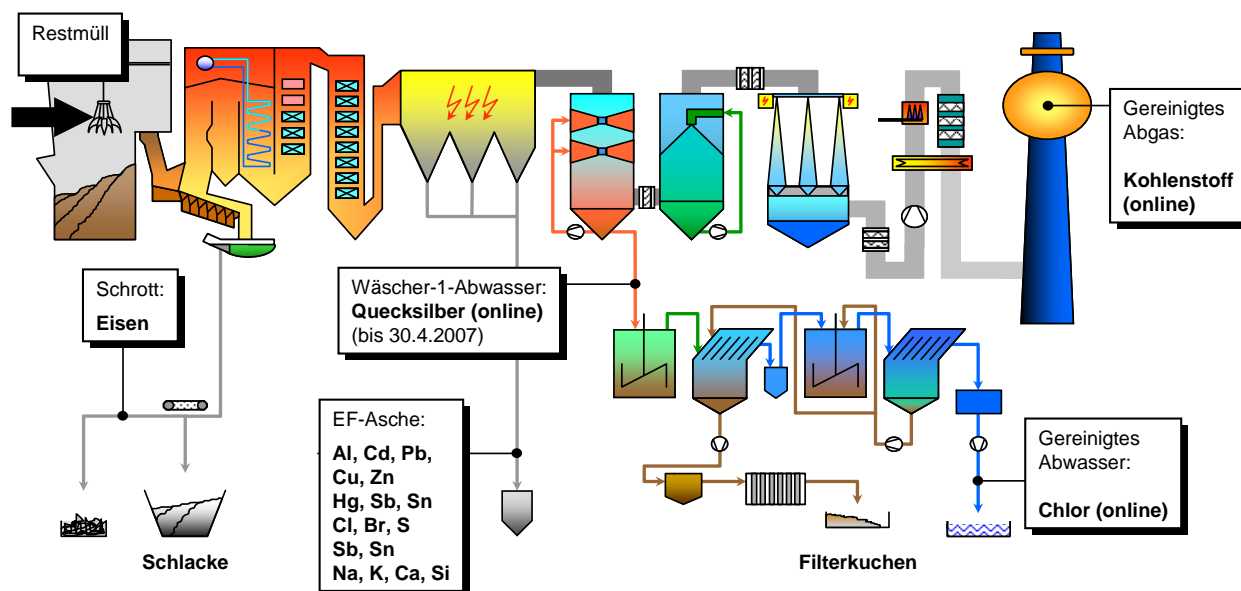 Restmüll
Gereinigtes
Abgas:
Kohlenstoff
(online)
Schrott:
Eisen
Wäscher-1-Abwasser:
Quecksilber (online)
(bis 30.4.2007)
EF-Asche:
Al, Cd, Pb,
Cu, Zn
Hg, Sb, Sn
Cl, Br, S
Sb, Sn
Na, K, Ca, Si
Gereinigtes
Abwasser:
Chlor (online)
Schlacke
Filterkuchen